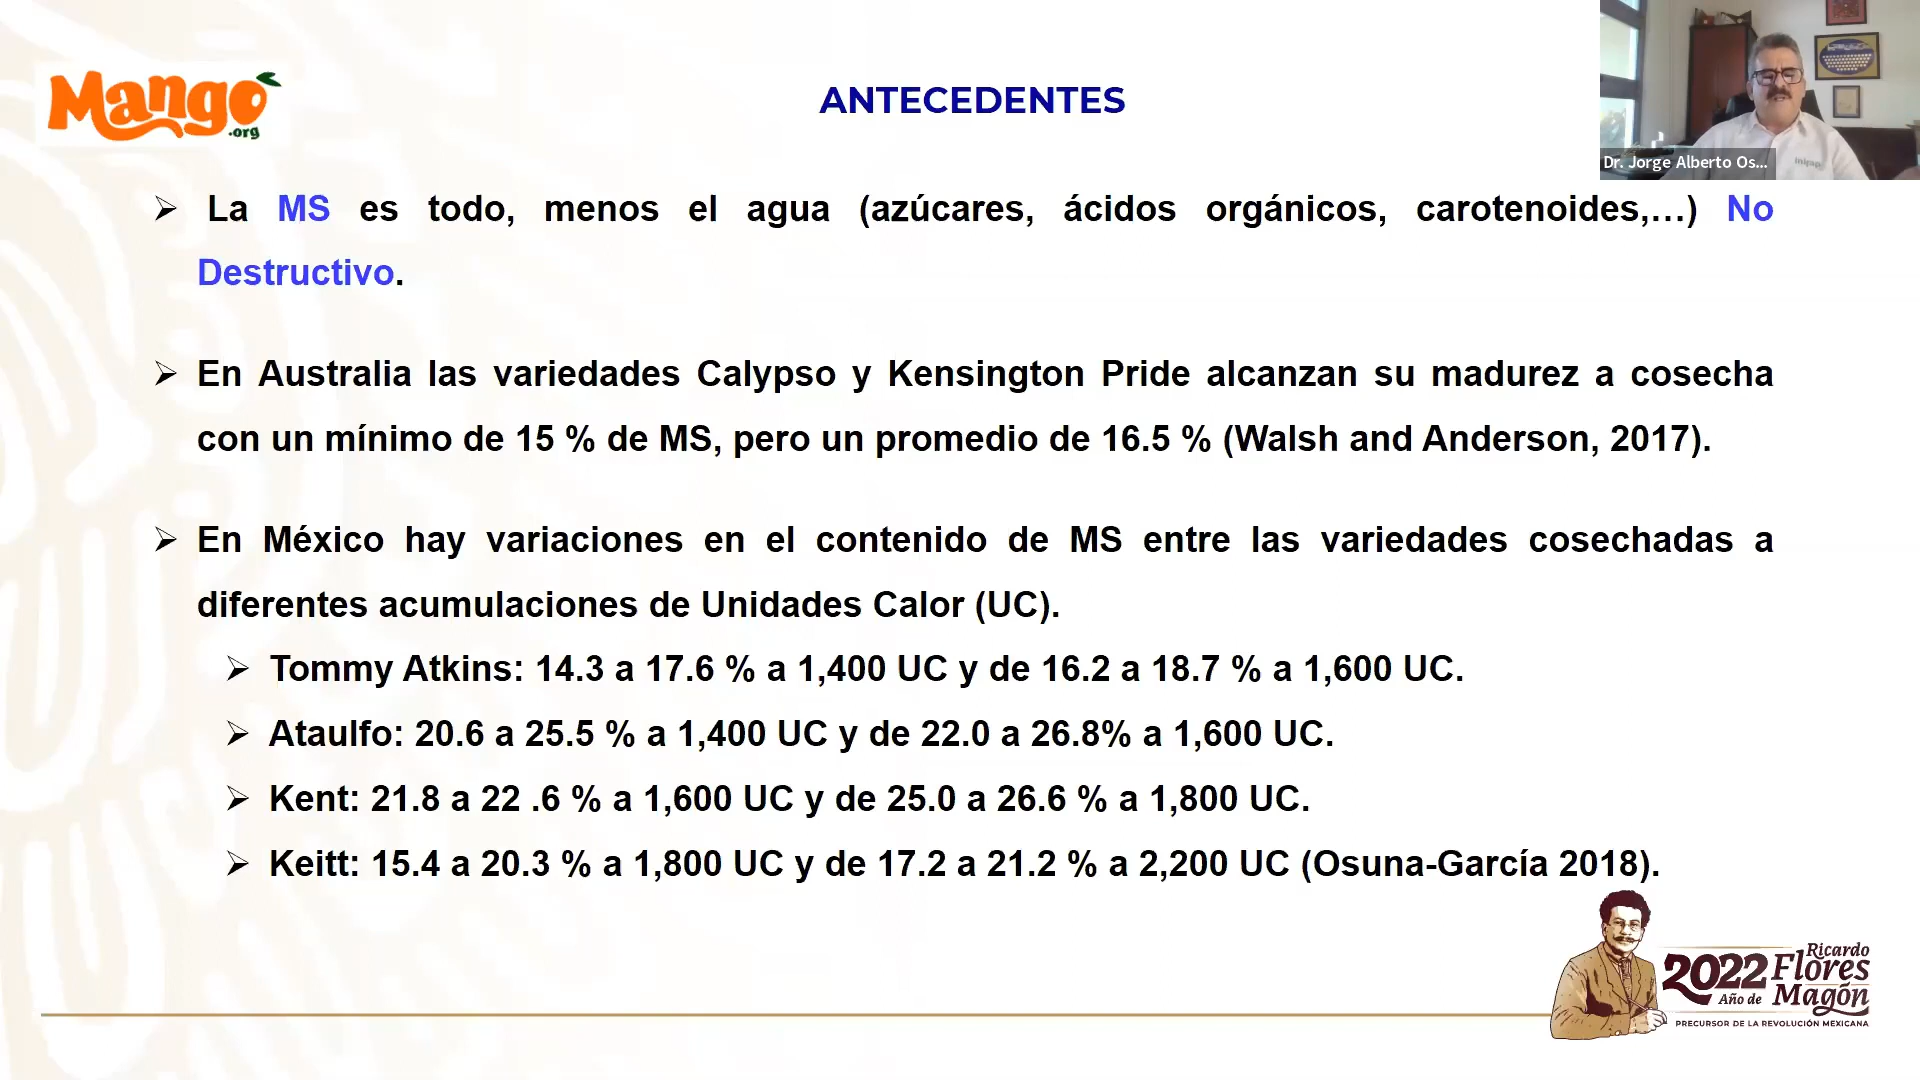 Mango
.org
ANTECEDENTES
Dr. Jorge Alberto Os...
inifap
➢ La MS es todo, menos el agua (azúcares, ácidos orgánicos, carotenoides,…) No
Destructivo.
➢ En Australia las variedades Calypso y Kensington Pride alcanzan su madurez a cosecha
con un mínimo de 15 % de MS, pero un promedio de 16.5 % (Walsh and Anderson, 2017).
➢ En México hay variaciones en el contenido de MS entre las variedades cosechadas a
diferentes acumulaciones de Unidades Calor (UC).
➢ Tommy Atkins: 14.3 a 17.6 % a 1,400 UC y de 16.2 a 18.7 % a 1,600 UC.
➢ Ataulfo: 20.6 a 25.5 % a 1,400 UC y de 22.0 a 26.8% a 1,600 UC.
➢ Kent: 21.8 a 22 .6 % a 1,600 UC y de 25.0 a 26.6 % a 1,800 UC.
➢ Keitt: 15.4 a 20.3 % a 1,800 UC y de 17.2 a 21.2 % a 2,200 UC (Osuna-García 2018).
2022 Ricardo
Flores
Año de Magón
PRECURSOR DE LA REVOLUCIÓN MEXICANA